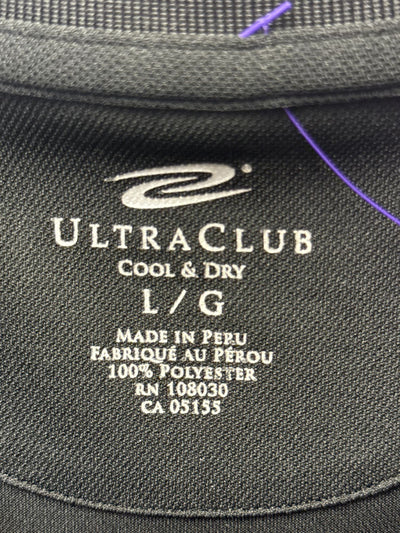 ULTRACLUB
COOL & DRY
L / G
MADE IN PERU
FABRIQUÉ AU PÉROU
100% POLYESTER
RN 108030
CA 05155